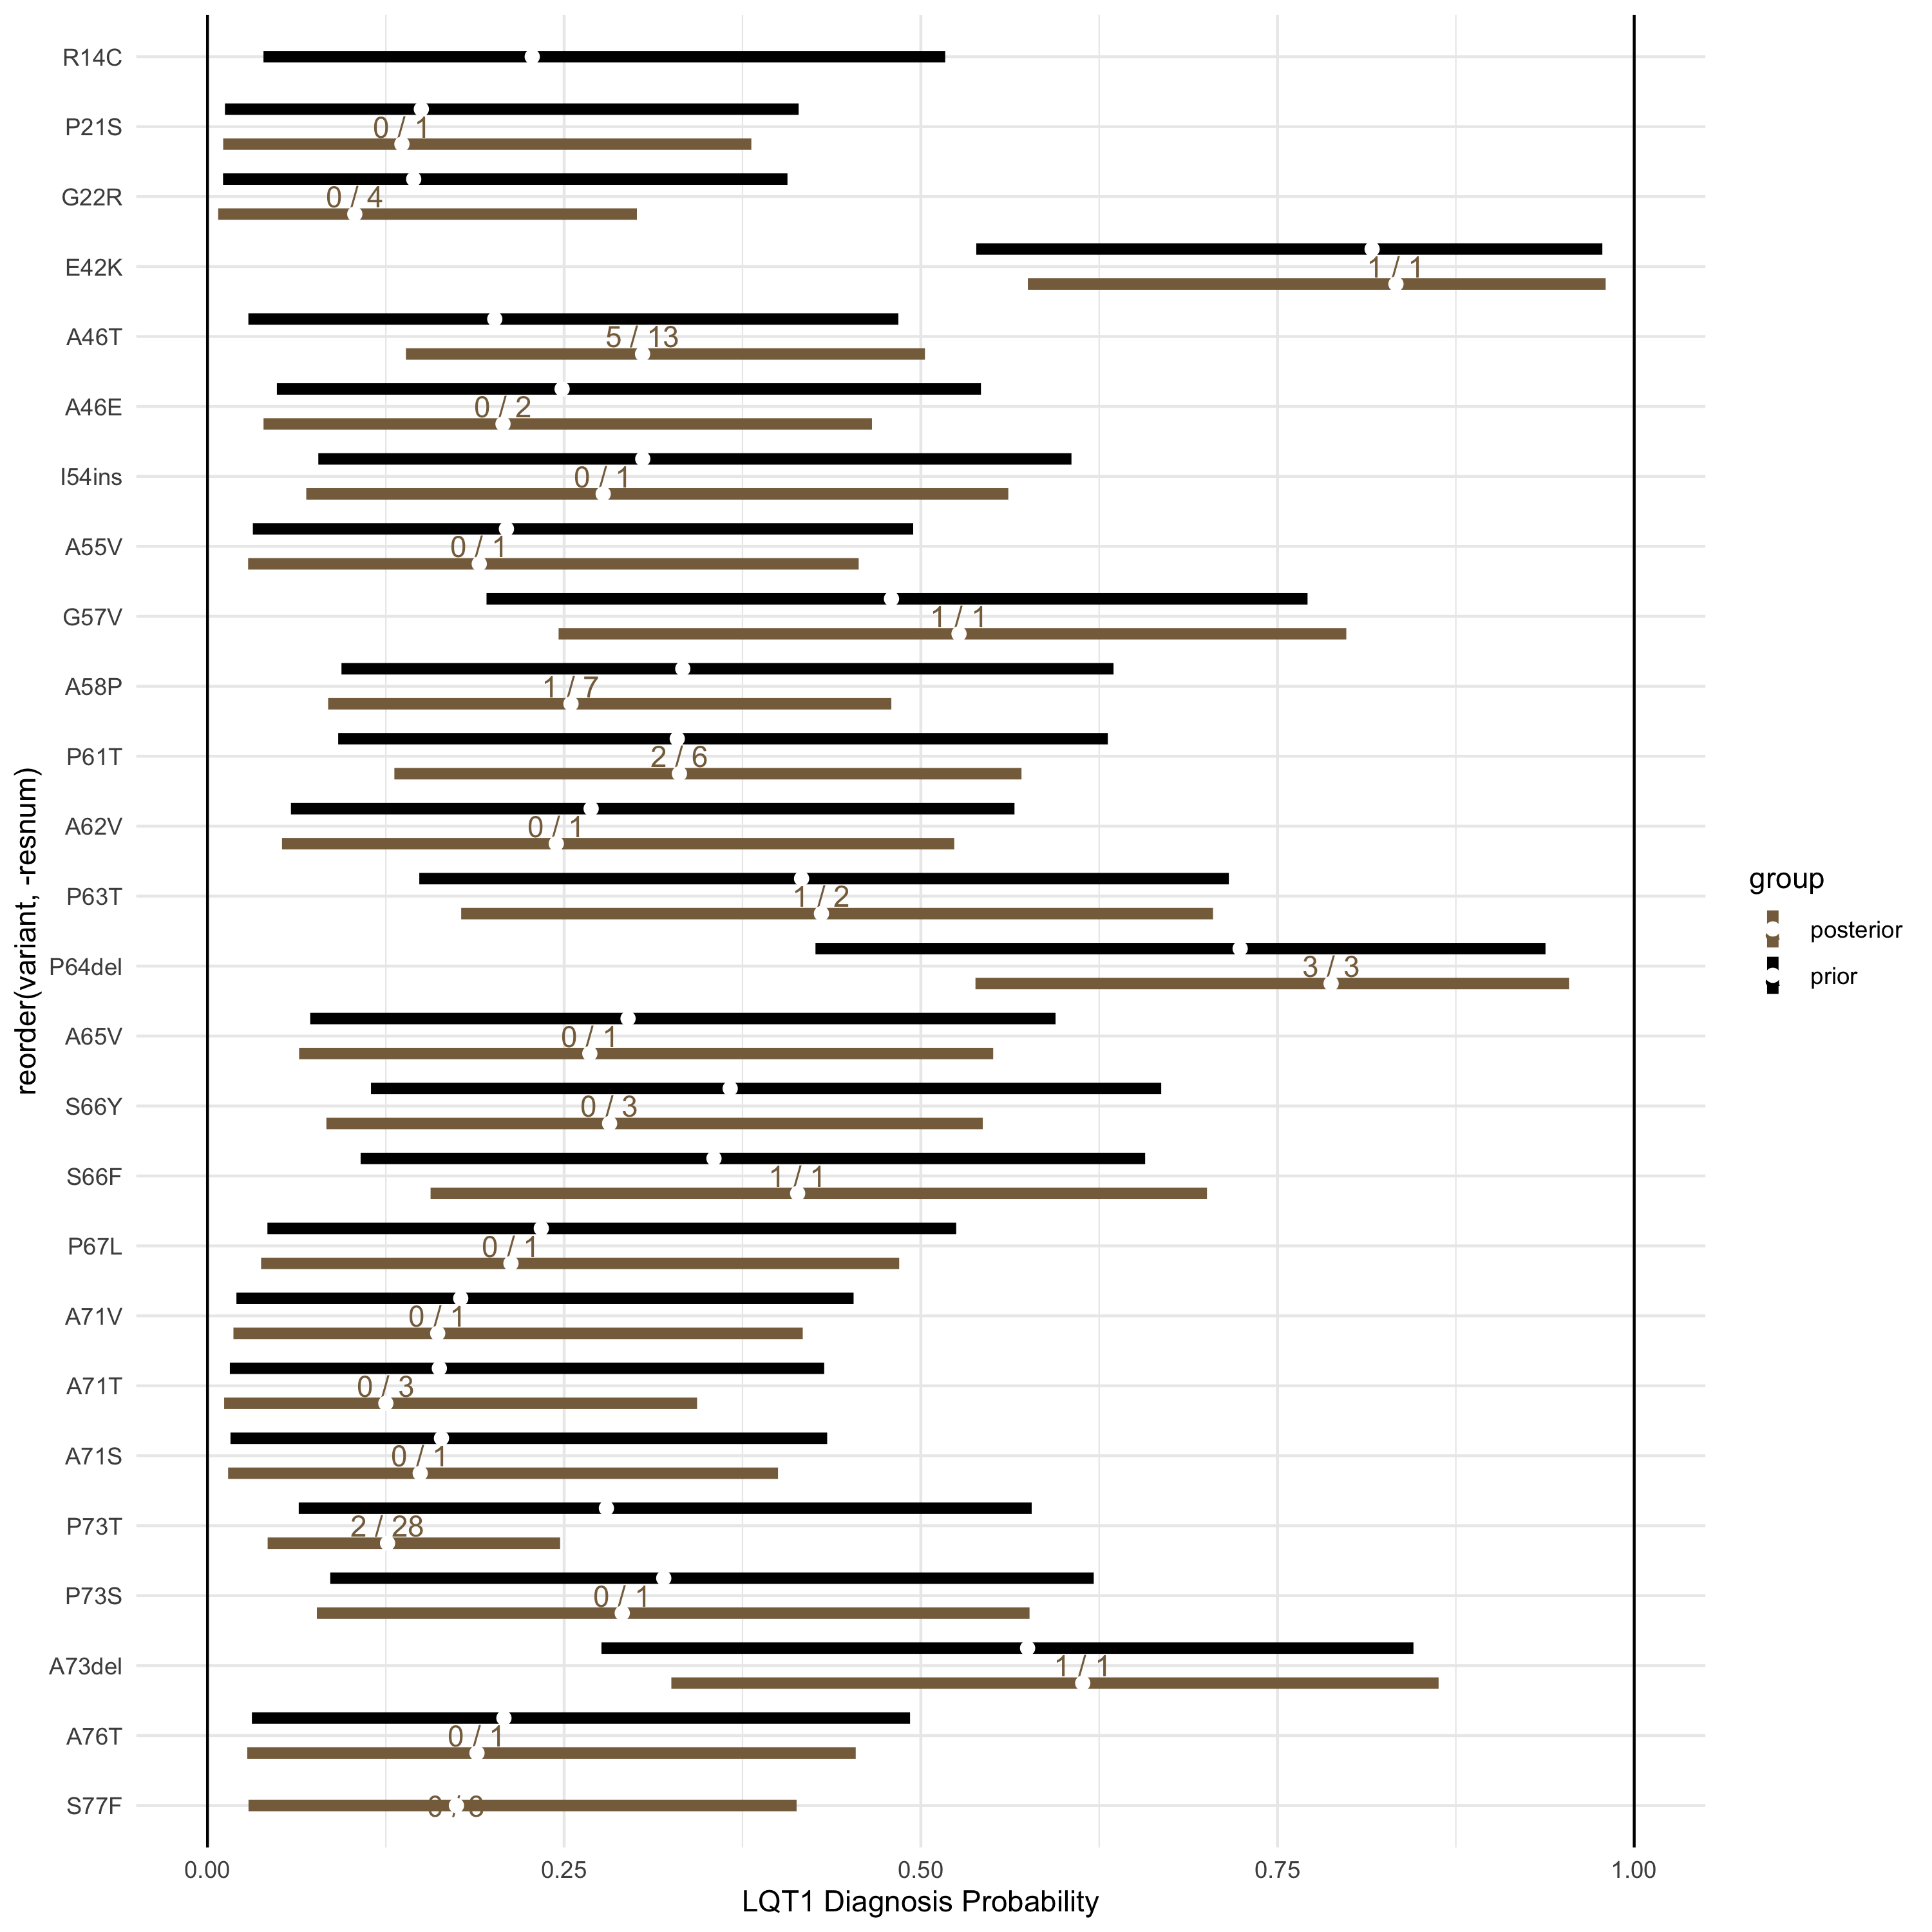 R14C
P21S
0 / 1
G22R
0 / 4
E42K
1 / 1
A46T
5 / 13
A46E
0 / 2
I54ins
0 / 1
A55V
0 / 1
G57V
1 / 1
A58P
1 / 7
P61T
2 / 6
A62V
0 / 1
P63T
1 / 2
P64del
3 / 3
A65V
0 / 1
S66Y
0 / 3
S66F
1 / 1
P67L
0 / 1
A71V
0 / 1
A71T
0 / 3
A71S
0 / 1
P73T
2 / 28
P73S
0 / 1
A73del
1 / 1
A76T
0 / 1
S77F
reorder(variant, -resnum)
0.00 0.25 0.50 0.75 1.00
LQT1 Diagnosis Probability
group
posterior
prior